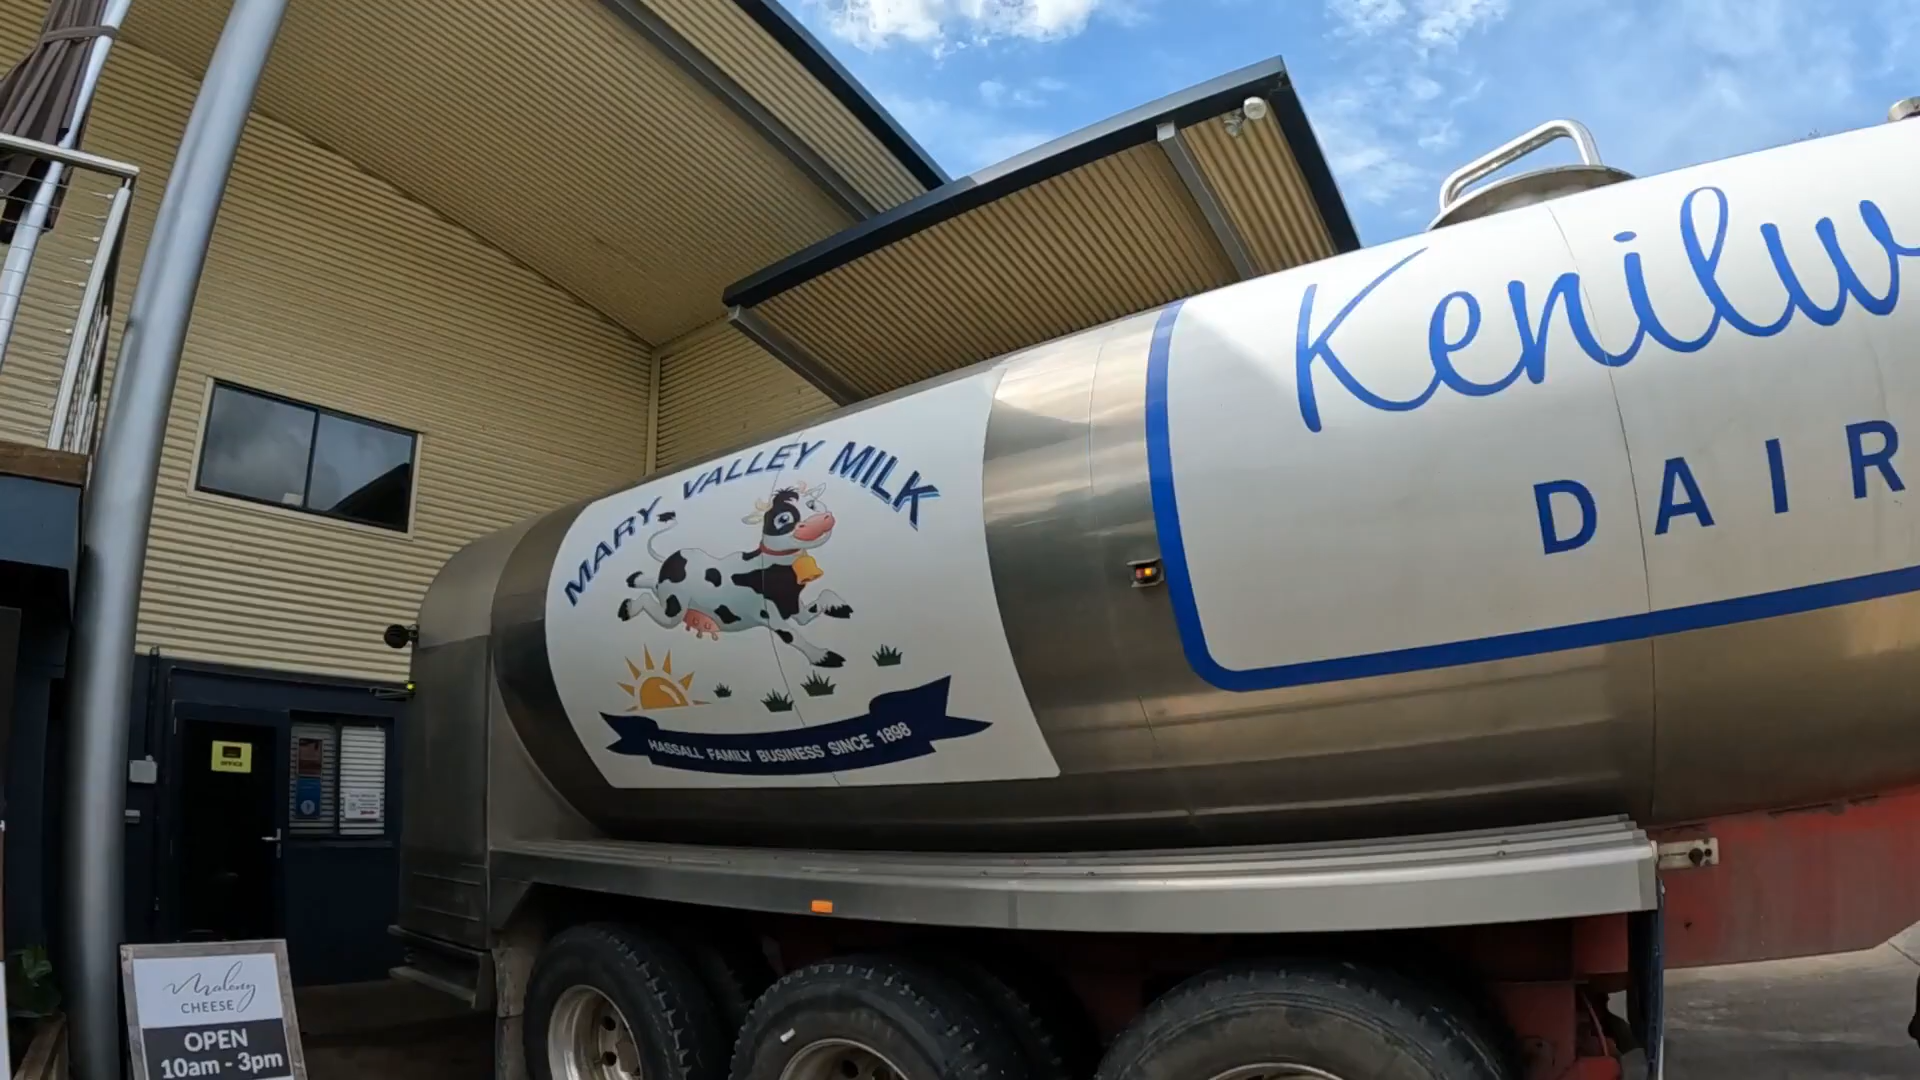 MARY VALLEY MILK
HASSALL FAMILY BUSINESS SINCE 1898
Kenilw
DAIR
OFFICE
Maleny
CHEESE
OPEN
10am - 3pm